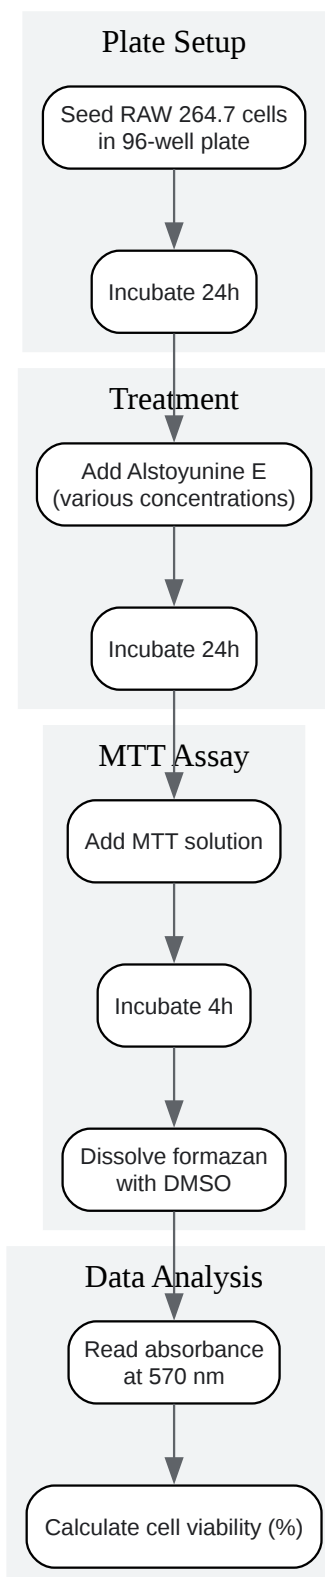 Plate Setup
Seed RAW 264.7 cells
in 96-well plate
Incubate 24h
Treatment
Add Alstoyunine E
(various concentrations)
Incubate 24h
MTT Assay
Add MTT solution
Incubate 4h
Dissolve formazan
with DMSO
Data Analysis
Read absorbance
at 570 nm
Calculate cell viability (%)